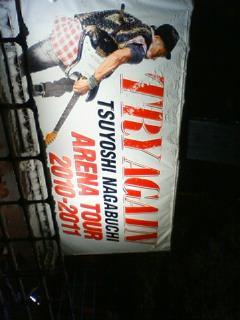 TRY AGAIN
TSUYOSHI NAGABUCHI
ARENA TOUR
2010-2011